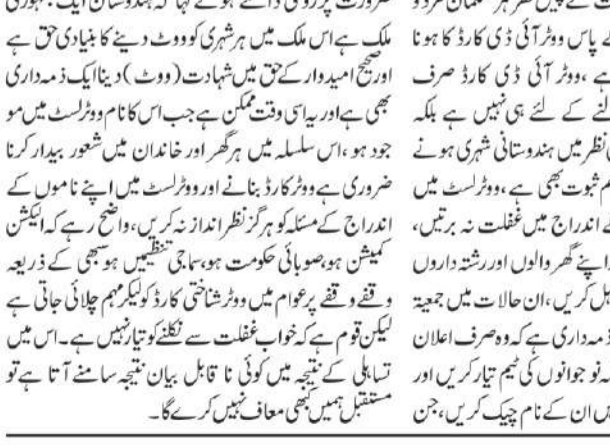 ضرورت پر روشنی ڈالتے ہوئے کہا کہ ہندوستان ایک جمہوری
ملک ہے اس ملک میں ہر شہری کو ووٹ دینے کا بنیادی حق ہے
اور صحیح امیدوار کے حق میں شہادت (ووٹ) دینا ایک ذمہ داری
بھی ہے اور یہ اسی وقت ممکن ہے جب اس کا نام ووٹر لسٹ میں مو
جود ہو، اس سلسلہ میں ہر گھر اور خاندان میں شعور بیدار کرنا
ضروری ہے ووٹر کارڈ بنانے اور ووٹر لسٹ میں اپنے ناموں کے
اندراج کے مسئلہ کو ہرگز نظر انداز نہ کریں، واضح رہے کہ الیکشن
کمیشن ہو، صوبائی حکومت ہو، سماجی تنظیمیں ہو سبھی کے ذریعہ
وقفے وقفے پر عوام میں ووٹر شناختی کارڈ کو لیکر مہم چلائی جاتی ہے
لیکن قوم ہے کہ خواب غفلت سے نکلنے کو تیار نہیں ہے۔ اس میں
تساہلی کے نتیجہ میں کوئی نا قابل بیان نتیجہ سامنے آتا ہے تو
مستقبل ہمیں کبھی معاف نہیں کرے گا۔
کے پیش نظر ہر مسلمان مرد و
کے پاس ووٹر آئی ڈی کارڈ کا ہونا
ہے، ووٹر آئی ڈی کارڈ صرف
لنے کے لئے ہی نہیں ہے بلکہ
نظر میں ہندوستانی شہری ہونے
م ثبوت بھی ہے، ووٹر لسٹ میں
کے اندراج میں غفلت نہ برتیں،
اپنے گھر والوں اور رشتہ داروں
کریں، ان حالات میں جمعیۃ
ذمہ داری ہے کہ وہ صرف اعلان
نو جوانوں کی ٹیم تیار کریں اور
ان کے نام چیک کریں، جن